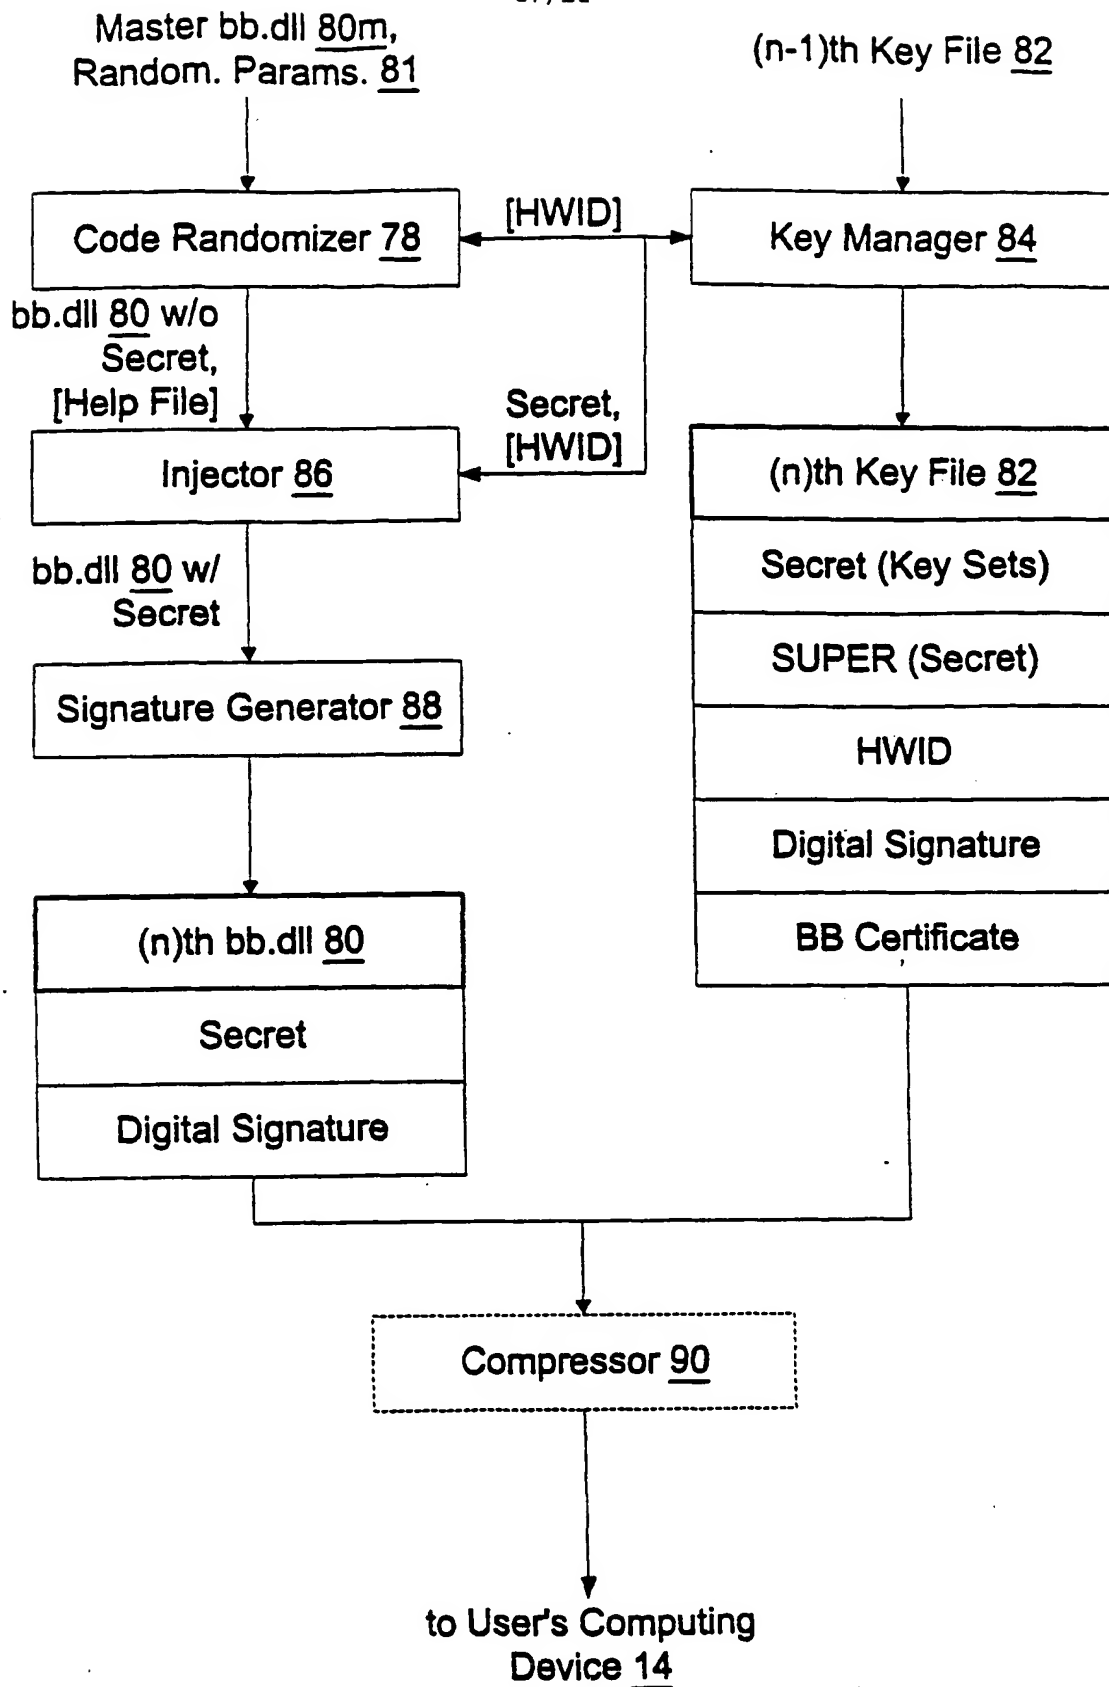 Master bb.dll 80m,
Random. Params. 81
(n-1)th Key File 82
Code Randomizer 78
[HWID]
Key Manager 84
bb.dll 80 w/o
Secret,
[Help File]
Secret,
[HWID]
Injector 86
(n)th Key File 82
Secret (Key Sets)
SUPER (Secret)
HWID
Digital Signature
BB Certificate
bb.dll 80 w/
Secret
Signature Generator 88
(n)th bb.dll 80
Secret
Digital Signature
Compressor 90
to User's Computing
Device 14